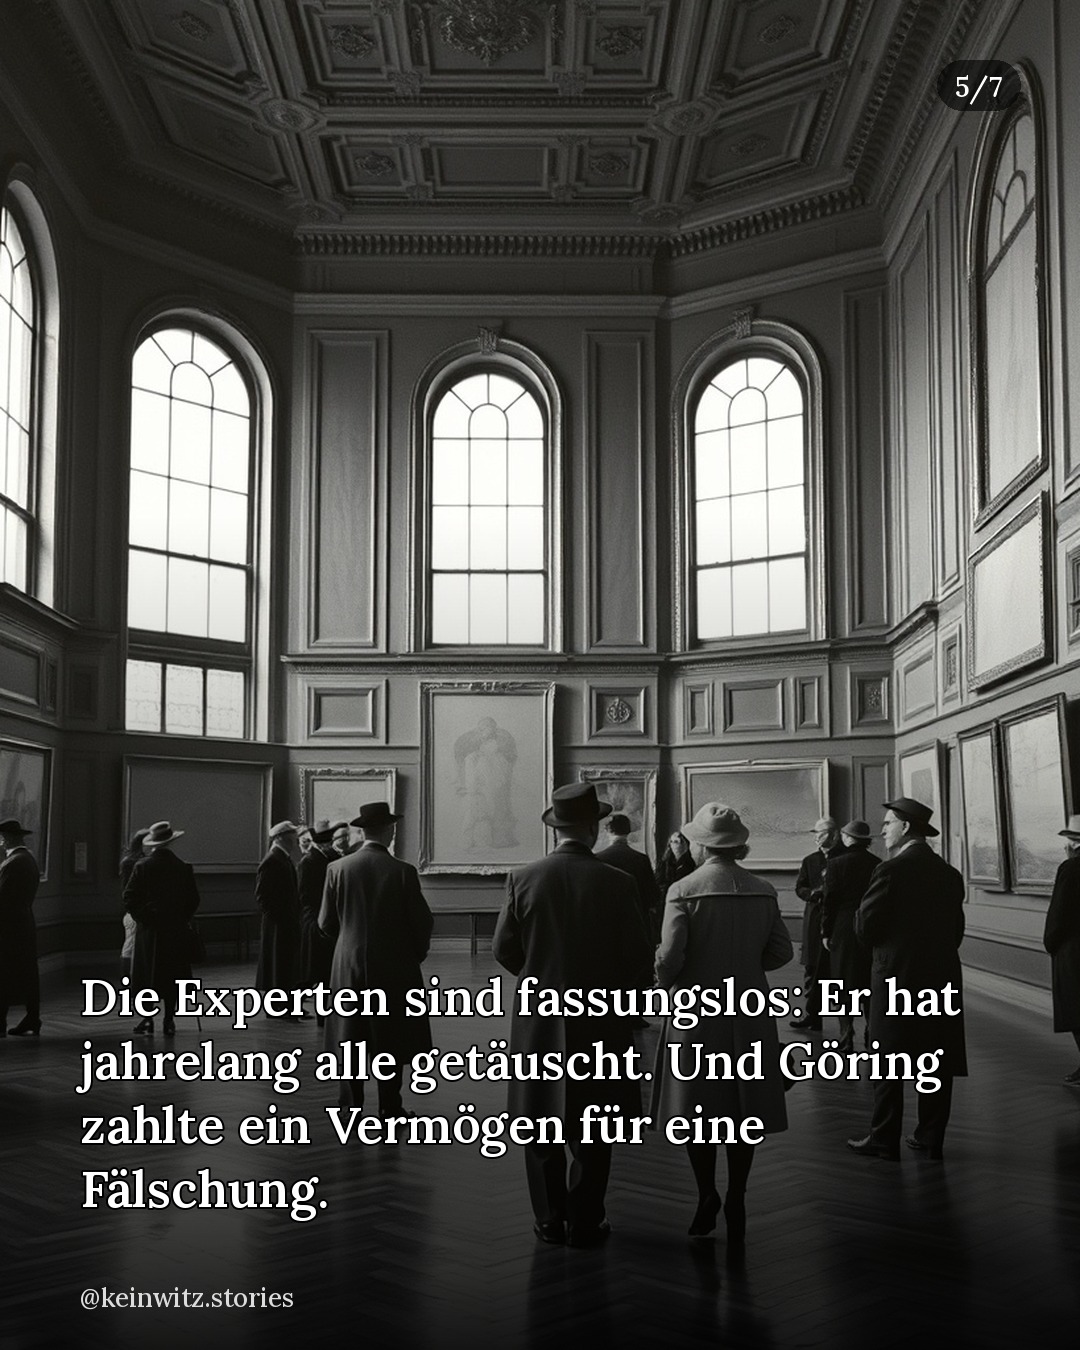 5/7
Die Experten sind fassungslos: Er hat
jahrelang alle getäuscht. Und Göring
zahlte ein Vermögen für eine
Fälschung.
@keinwitz.stories